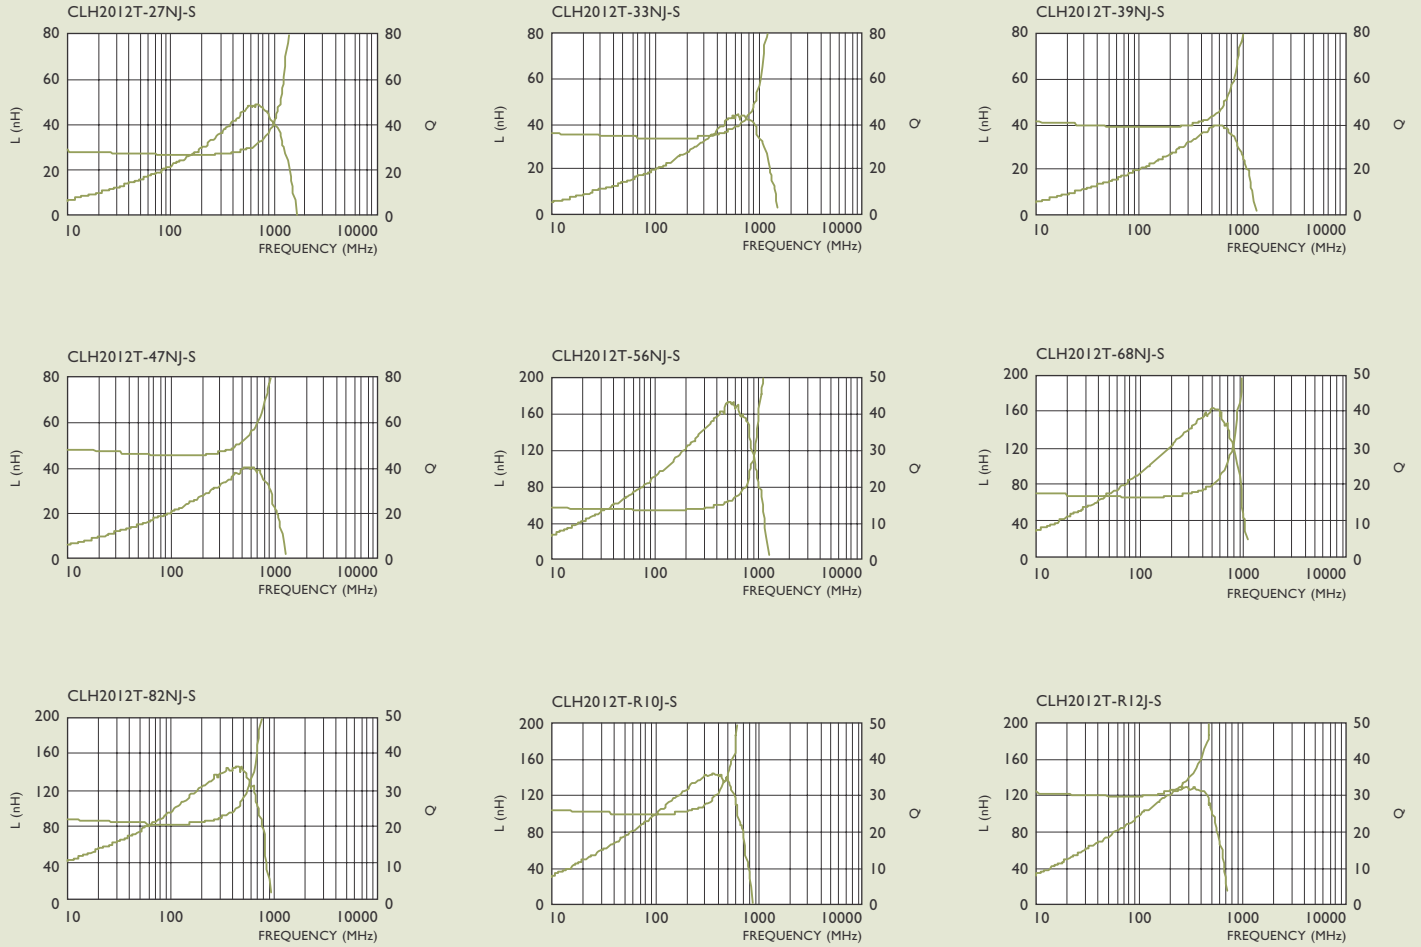 CLH2012T-27NJ-S
80
60
40
20
0
L (nH)
80
60
40
20
0
Q
10 100 1000 10000
FREQUENCY (MHz)
CLH2012T-33NJ-S
80
60
40
20
0
L (nH)
80
60
40
20
0
Q
10 100 1000 10000
FREQUENCY (MHz)
CLH2012T-39NJ-S
80
60
40
20
0
L (nH)
80
60
40
20
0
Q
10 100 1000 10000
FREQUENCY (MHz)
CLH2012T-47NJ-S
80
60
40
20
0
L (nH)
80
60
40
20
0
Q
10 100 1000 10000
FREQUENCY (MHz)
CLH2012T-56NJ-S
200
160
120
80
40
0
L (nH)
50
40
30
20
10
0
Q
10 100 1000 10000
FREQUENCY (MHz)
CLH2012T-68NJ-S
200
160
120
80
40
0
L (nH)
50
40
30
20
10
0
Q
10 100 1000 10000
FREQUENCY (MHz)
CLH2012T-82NJ-S
200
160
120
80
40
0
L (nH)
50
40
30
20
10
0
Q
10 100 1000 10000
FREQUENCY (MHz)
CLH2012T-R10J-S
200
160
120
80
40
0
L (nH)
50
40
30
20
10
0
Q
10 100 1000 10000
FREQUENCY (MHz)
CLH2012T-R12J-S
200
160
120
80
40
0
L (nH)
50
40
30
20
10
0
Q
10 100 1000 10000
FREQUENCY (MHz)